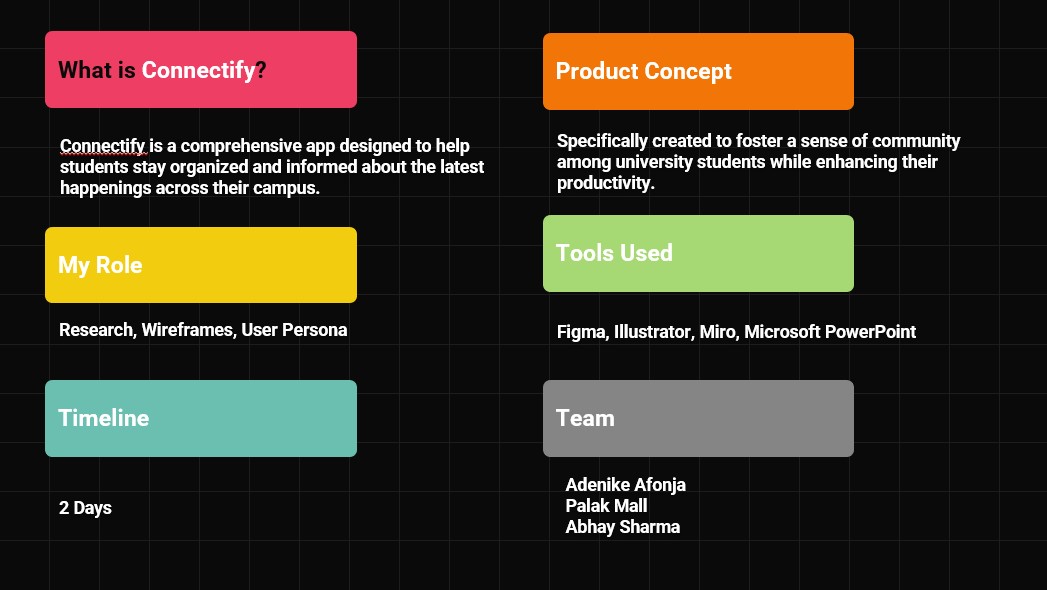 What is Connectify?
Connectify is a comprehensive app designed to help
students stay organized and informed about the latest
happenings across their campus.
Product Concept
Specifically created to foster a sense of community
among university students while enhancing their
productivity.
My Role
Research, Wireframes, User Persona
Tools Used
Figma, Illustrator, Miro, Microsoft PowerPoint
Timeline
2 Days
Team
Adenike Afonja
Palak Mall
Abhay Sharma